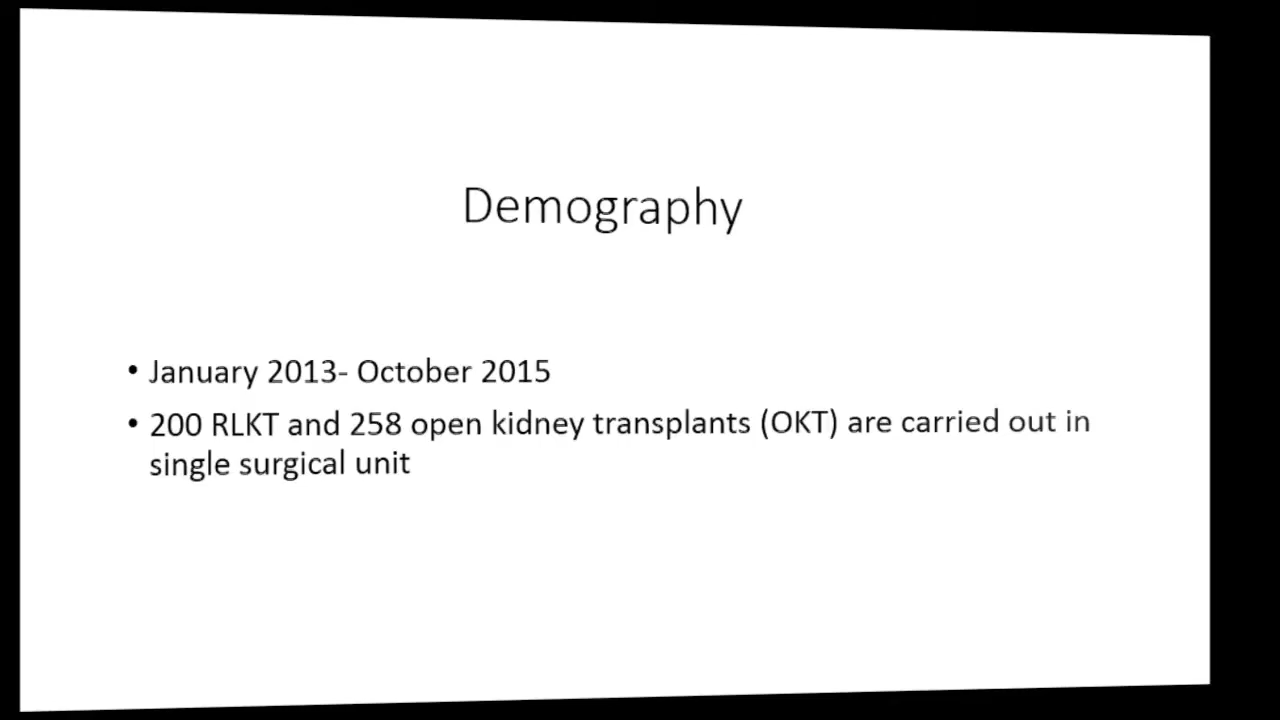 Demography
• January 2013- October 2015
• 200 RLKT and 258 open kidney transplants (OKT) are carried out in
single surgical unit